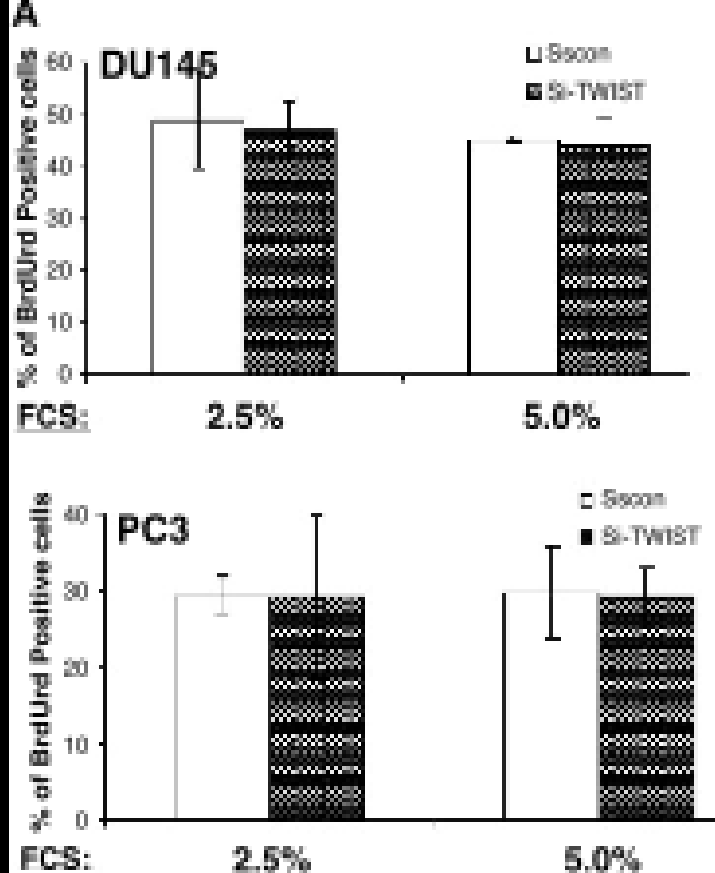 A
% of BrdUrd Positive cells
60
50
40
30
20
10
0
DU145
Sscon
Si-TWIST
FCS: 2.5% 5.0%
% of BrdUrd Positive cells
40
30
20
10
0
PC3
Sscon
Si-TWIST
FCS: 2.5% 5.0%